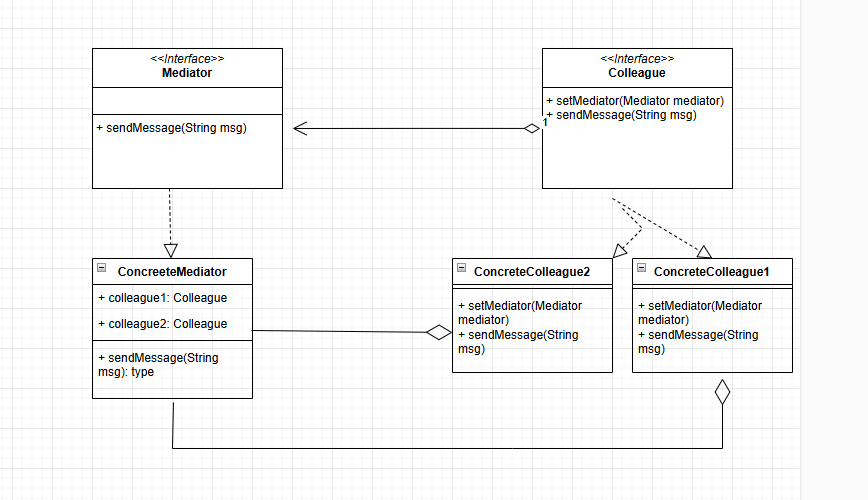 <<Interface>>
Mediator
+ sendMessage(String msg)
<<Interface>>
Colleague
+ setMediator(Mediator mediator)
+ sendMessage(String msg)
1
ConcreeteMediator
+ colleague1: Colleague
+ colleague2: Colleague
+ sendMessage(String
msg): type
ConcreteColleague2
+ setMediator(Mediator
mediator)
+ sendMessage(String
msg)
ConcreteColleague1
+ setMediator(Mediator
mediator)
+ sendMessage(String
msg)